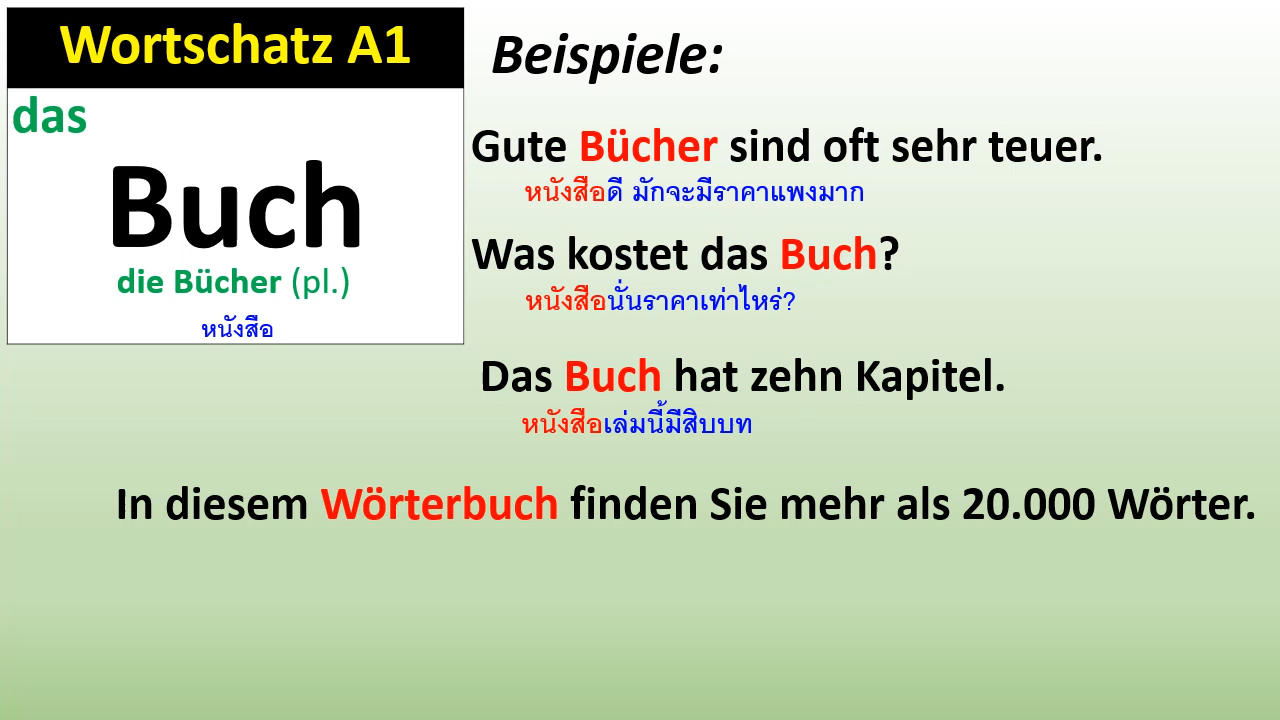 Wortschatz A1
das
Buch
die Bücher (pl.)
หนังสือ
Beispiele:
Gute Bücher sind oft sehr teuer.
หนังสือดี มักจะมีราคาแพงมาก
Was kostet das Buch?
หนังสือนั่นราคาเท่าไหร่?
Das Buch hat zehn Kapitel.
หนังสือเล่มนี้มีสิบบท
In diesem Wörterbuch finden Sie mehr als 20.000 Wörter.